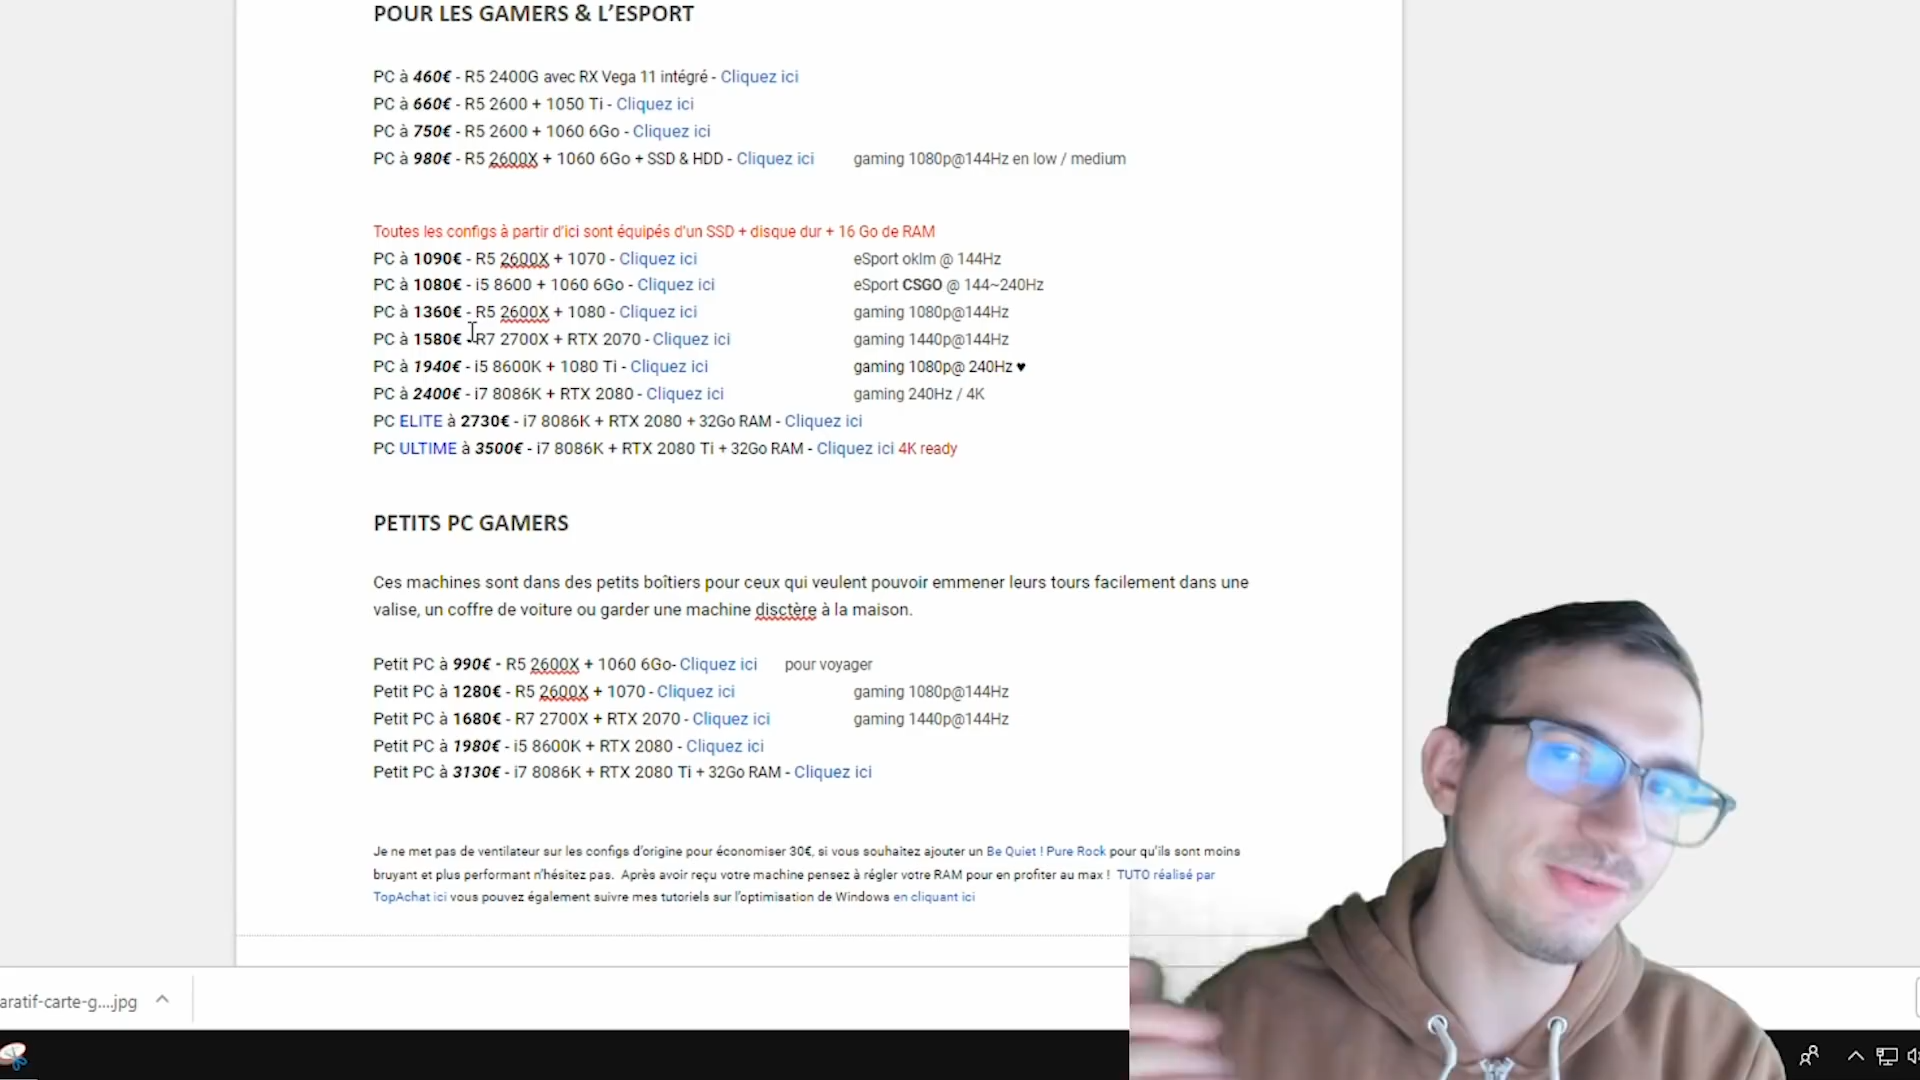 POUR LES GAMERS & L’ESPORT
PC à 460€ - R5 2400G avec RX Vega 11 intégré - Cliquez ici
PC à 660€ - R5 2600 + 1050 Ti - Cliquez ici
PC à 750€ - R5 2600 + 1060 6Go - Cliquez ici
PC à 980€ - R5 2600X + 1060 6Go + SSD & HDD - Cliquez ici gaming 1080p@144Hz en low / medium
Toutes les configs à partir d'ici sont équipés d'un SSD + disque dur + 16 Go de RAM
PC à 1090€ - R5 2600X + 1070 - Cliquez ici eSport oklm @ 144Hz
PC à 1080€ - i5 8600 + 1060 6Go - Cliquez ici eSport CSGO @ 144~240Hz
PC à 1360€ - R5 2600X + 1080 - Cliquez ici gaming 1080p@144Hz
PC à 1580€ - R7 2700X + RTX 2070 - Cliquez ici gaming 1440p@144Hz
PC à 1940€ - i5 8600K + 1080 Ti - Cliquez ici gaming 1080p@ 240Hz ♥
PC à 2400€ - i7 8086K + RTX 2080 - Cliquez ici gaming 240Hz / 4K
PC ELITE à 2730€ - i7 8086K + RTX 2080 + 32Go RAM - Cliquez ici
PC ULTIME à 3500€ - i7 8086K + RTX 2080 Ti + 32Go RAM - Cliquez ici 4K ready
PETITS PC GAMERS
Ces machines sont dans des petits boîtiers pour ceux qui veulent pouvoir emmener leurs tours facilement dans une
valise, un coffre de voiture ou garder une machine disctère à la maison.
Petit PC à 990€ - R5 2600X + 1060 6Go- Cliquez ici pour voyager
Petit PC à 1280€ - R5 2600X + 1070 - Cliquez ici gaming 1080p@144Hz
Petit PC à 1680€ - R7 2700X + RTX 2070 - Cliquez ici gaming 1440p@144Hz
Petit PC à 1980€ - i5 8600K + RTX 2080 - Cliquez ici
Petit PC à 3130€ - i7 8086K + RTX 2080 Ti + 32Go RAM - Cliquez ici
Je ne met pas de ventilateur sur les configs d'origine pour économiser 30€, si vous souhaitez ajouter un Be Quiet ! Pure Rock pour qu'ils sont moins
bruyant et plus performant n'hésitez pas. Après avoir reçu votre machine pensez à régler votre RAM pour en profiter au max ! TUTO réalisé par
TopAchat ici vous pouvez également suivre mes tutoriels sur l'optimisation de Windows en cliquant ici
aratif-carte-g....jpg